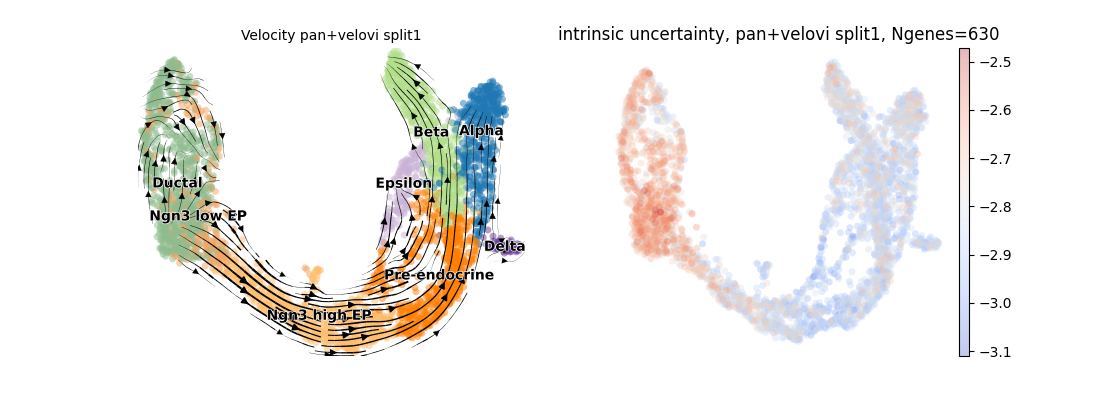 Velocity pan+velovi split1
Beta
Alpha
Epsilon
Ductal
Ngn3 low EP
Delta
Pre-endocrine
Ngn3 high EP
intrinsic uncertainty, pan+velovi split1, Ngenes=630
−2.5
−2.6
−2.7
−2.8
−2.9
−3.0
−3.1